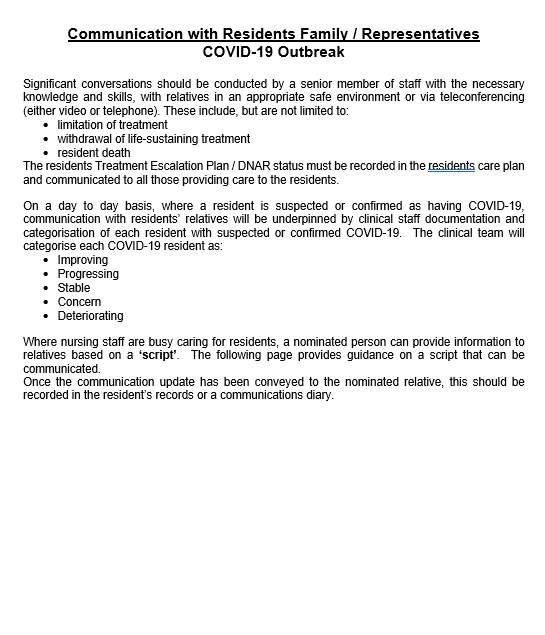 Communication with Residents Family / Representatives
COVID-19 Outbreak
Significant conversations should be conducted by a senior member of staff with the necessary
knowledge and skills, with relatives in an appropriate safe environment or via teleconferencing
(either video or telephone). These include, but are not limited to:
• limitation of treatment
• withdrawal of life-sustaining treatment
• resident death
The residents Treatment Escalation Plan / DNAR status must be recorded in the residents care plan
and communicated to all those providing care to the residents.
On a day to day basis, where a resident is suspected or confirmed as having COVID-19,
communication with residents' relatives will be underpinned by clinical staff documentation and
categorisation of each resident with suspected or confirmed COVID-19. The clinical team will
categorise each COVID-19 resident as:
• Improving
• Progressing
• Stable
• Concern
• Deteriorating
Where nursing staff are busy caring for residents, a nominated person can provide information to
relatives based on a 'script'. The following page provides guidance on a script that can be
communicated.
Once the communication update has been conveyed to the nominated relative, this should be
recorded in the resident's records or a communications diary.